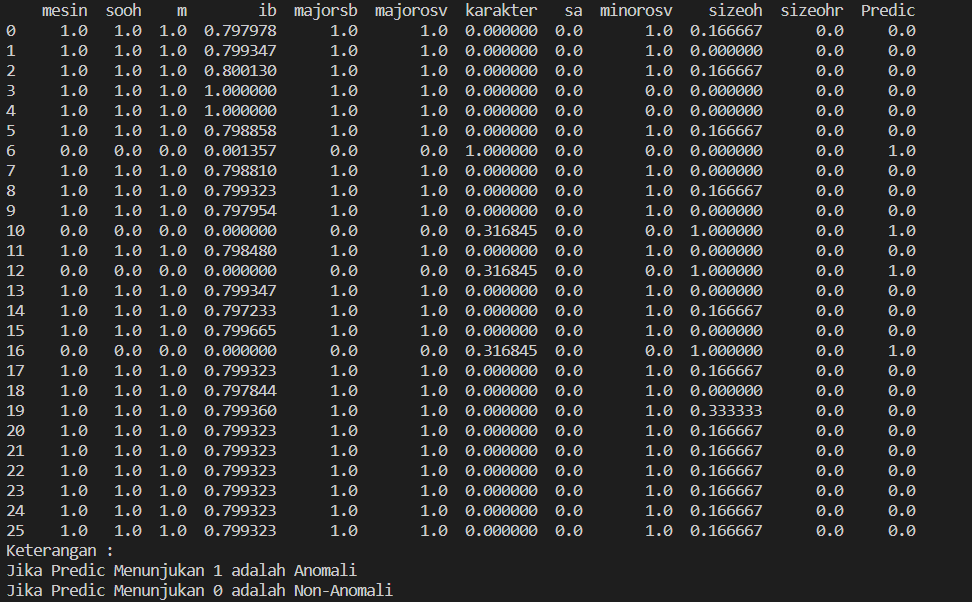 mesin sooh m ib majorsb majorosv karakter sa minorosv sizeoh sizeohr Predic
0 1.0 1.0 1.0 0.797978 1.0 1.0 0.000000 0.0 1.0 0.166667 0.0 0.0
1 1.0 1.0 1.0 0.799347 1.0 1.0 0.000000 0.0 1.0 0.000000 0.0 0.0
2 1.0 1.0 1.0 0.800130 1.0 1.0 0.000000 0.0 1.0 0.166667 0.0 0.0
3 1.0 1.0 1.0 1.000000 1.0 1.0 0.000000 0.0 0.0 0.000000 0.0 0.0
4 1.0 1.0 1.0 1.000000 1.0 1.0 0.000000 0.0 0.0 0.000000 0.0 0.0
5 1.0 1.0 1.0 0.798858 1.0 1.0 0.000000 0.0 1.0 0.166667 0.0 0.0
6 0.0 0.0 0.0 0.001357 0.0 0.0 1.000000 0.0 0.0 0.000000 0.0 1.0
7 1.0 1.0 1.0 0.798810 1.0 1.0 0.000000 0.0 1.0 0.000000 0.0 0.0
8 1.0 1.0 1.0 0.799323 1.0 1.0 0.000000 0.0 1.0 0.166667 0.0 0.0
9 1.0 1.0 1.0 0.797954 1.0 1.0 0.000000 0.0 1.0 0.000000 0.0 0.0
10 0.0 0.0 0.0 0.000000 0.0 0.0 0.316845 0.0 0.0 1.000000 0.0 1.0
11 1.0 1.0 1.0 0.798480 1.0 1.0 0.000000 0.0 1.0 0.000000 0.0 0.0
12 0.0 0.0 0.0 0.000000 0.0 0.0 0.316845 0.0 0.0 1.000000 0.0 1.0
13 1.0 1.0 1.0 0.799347 1.0 1.0 0.000000 0.0 1.0 0.000000 0.0 0.0
14 1.0 1.0 1.0 0.797233 1.0 1.0 0.000000 0.0 1.0 0.166667 0.0 0.0
15 1.0 1.0 1.0 0.799665 1.0 1.0 0.000000 0.0 1.0 0.000000 0.0 0.0
16 0.0 0.0 0.0 0.000000 0.0 0.0 0.316845 0.0 0.0 1.000000 0.0 1.0
17 1.0 1.0 1.0 0.799323 1.0 1.0 0.000000 0.0 1.0 0.166667 0.0 0.0
18 1.0 1.0 1.0 0.797844 1.0 1.0 0.000000 0.0 1.0 0.000000 0.0 0.0
19 1.0 1.0 1.0 0.799360 1.0 1.0 0.000000 0.0 1.0 0.333333 0.0 0.0
20 1.0 1.0 1.0 0.799323 1.0 1.0 0.000000 0.0 1.0 0.166667 0.0 0.0
21 1.0 1.0 1.0 0.799323 1.0 1.0 0.000000 0.0 1.0 0.166667 0.0 0.0
22 1.0 1.0 1.0 0.799323 1.0 1.0 0.000000 0.0 1.0 0.166667 0.0 0.0
23 1.0 1.0 1.0 0.799323 1.0 1.0 0.000000 0.0 1.0 0.166667 0.0 0.0
24 1.0 1.0 1.0 0.799323 1.0 1.0 0.000000 0.0 1.0 0.166667 0.0 0.0
25 1.0 1.0 1.0 0.799323 1.0 1.0 0.000000 0.0 1.0 0.166667 0.0 0.0
Keterangan :
Jika Predic Menunjukan 1 adalah Anomali
Jika Predic Menunjukan 0 adalah Non-Anomali